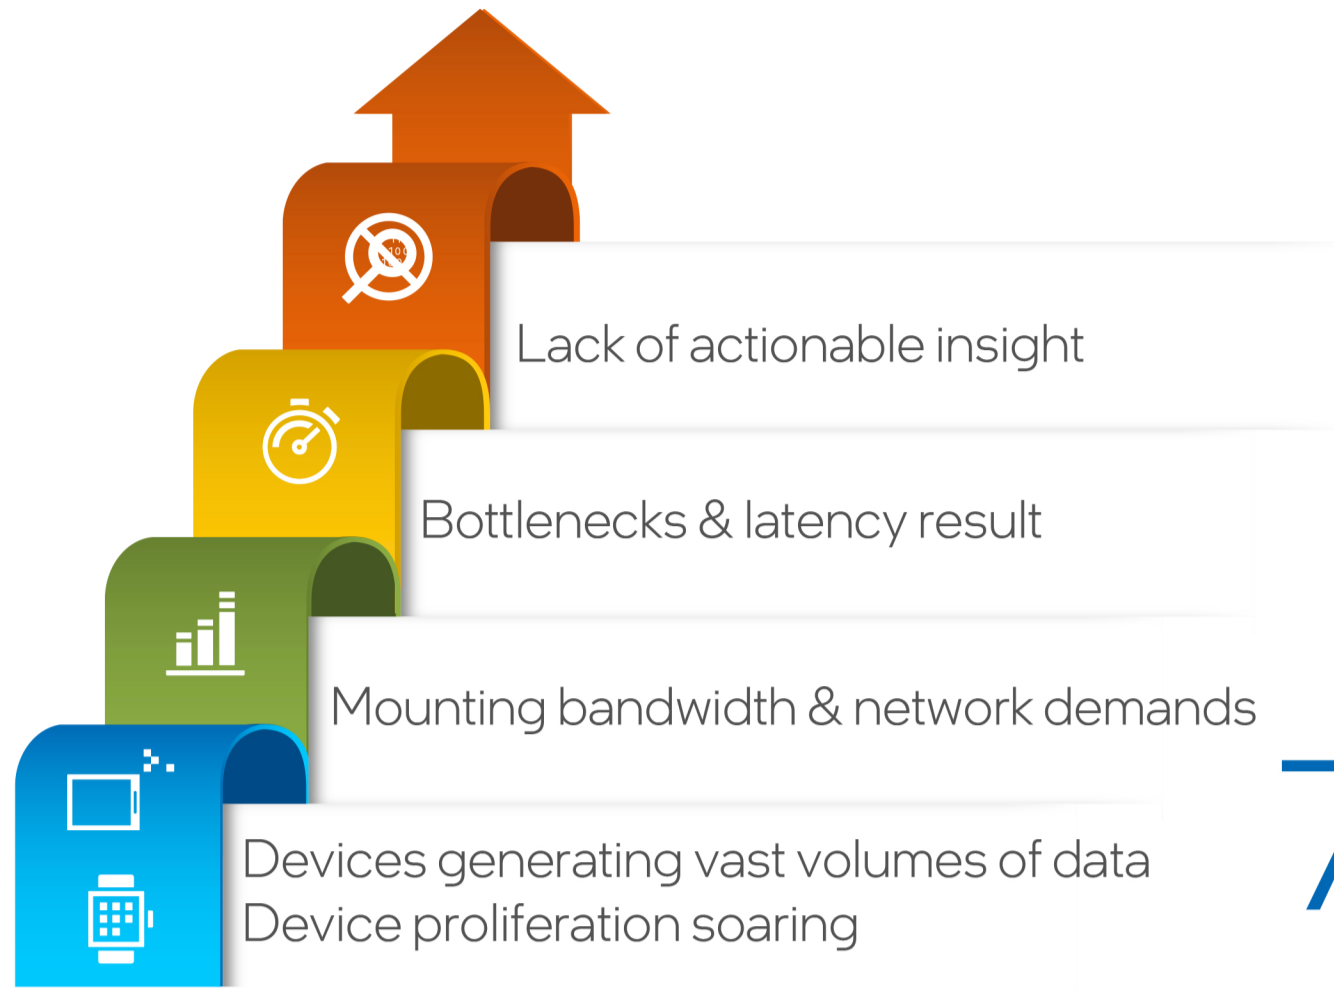 Lack of actionable insight
Bottlenecks & latency result
Mounting bandwidth & network demands
Devices generating vast volumes of data
Device proliferation soaring